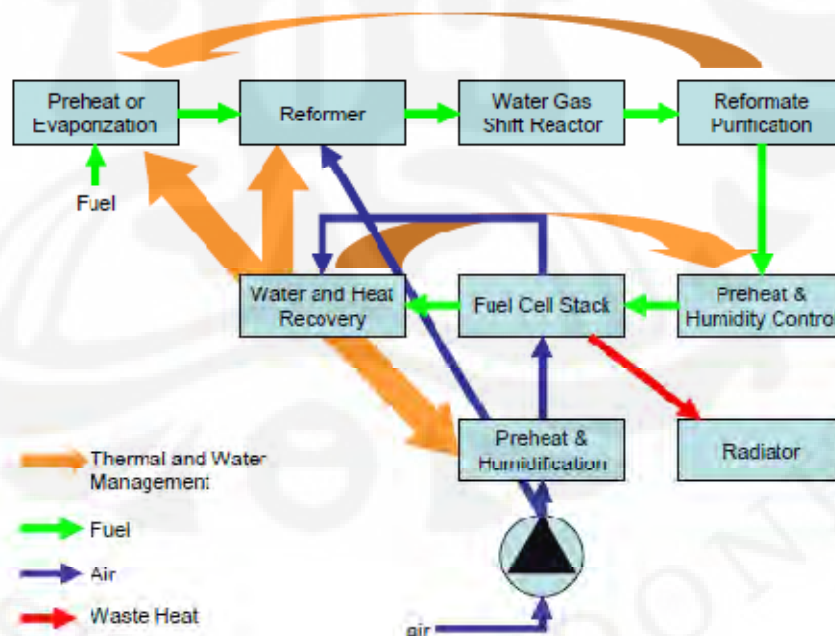 Preheat or
Evaporization
Reformer
Water Gas
Shift Reactor
Reformate
Purification
Fuel
Water and Heat
Recovery
Fuel Cell Stack
Preheat &
Humidity Control
Preheat &
Humidification
Radiator
Thermal and Water
Management
Fuel
Air
Waste Heat
air